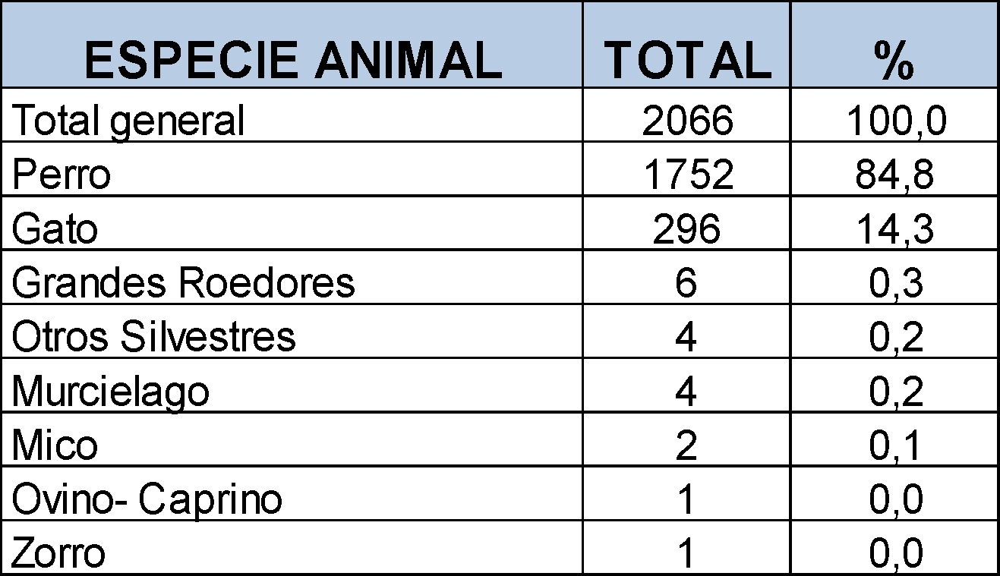 ESPECIE ANIMAL TOTAL %
Total general 2066 100,0
Perro 1752 84,8
Gato 296 14,3
Grandes Roedores 6 0,3
Otros Silvestres 4 0,2
Murcielago 4 0,2
Mico 2 0,1
Ovino- Caprino 1 0,0
Zorro 1 0,0